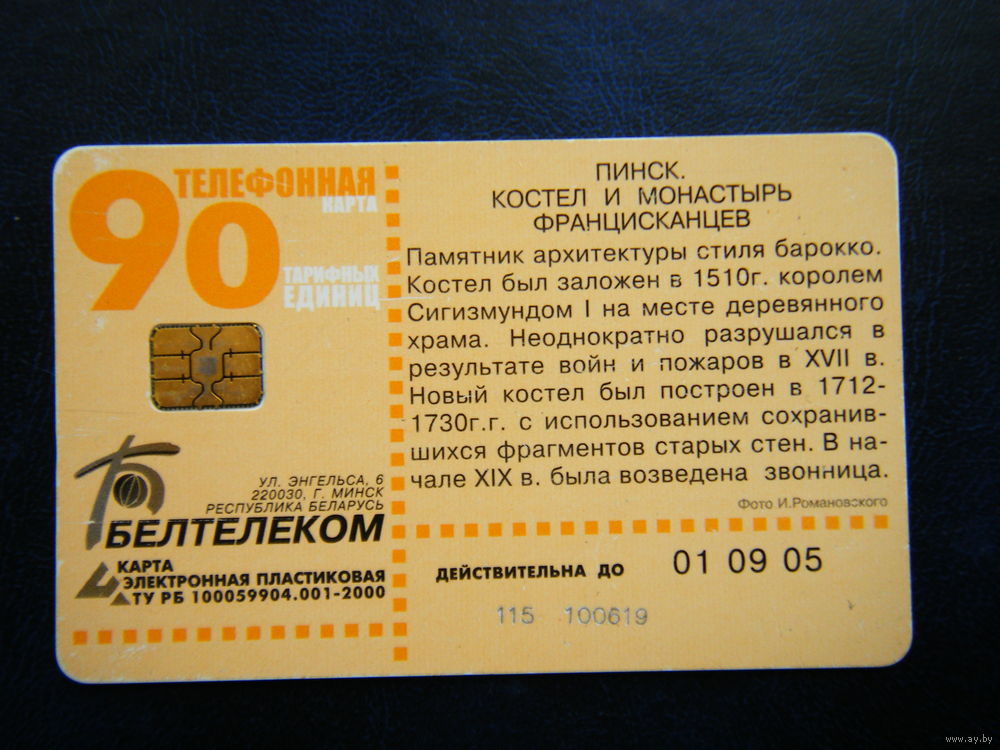 ТЕЛЕФОННАЯ
КАРТА
90
ТАРИФНЫХ
ЕДИНИЦ
УЛ. ЭНГЕЛЬСА, 6
220030, Г. МИНСК
РЕСПУБЛИКА БЕЛАРУСЬ
БЕЛТЕЛЕКОМ
КАРТА
ЭЛЕКТРОННАЯ ПЛАСТИКОВАЯ
ТУ РБ 100059904.001-2000
ПИНСК.
КОСТЕЛ И МОНАСТЫРЬ
ФРАНЦИСКАНЦЕВ
Памятник архитектуры стиля барокко.
Костел был заложен в 1510г. королем
Сигизмундом I на месте деревянного
храма. Неоднократно разрушался в
результате войн и пожаров в XVII в.
Новый костел был построен в 1712-
1730г.г. с использованием сохранив-
шихся фрагментов старых стен. В на-
чале XIX в. была возведена звонница.
Фото И.Романовского
ДЕЙСТВИТЕЛЬНА ДО 01 09 05
115 100619
www.ay.by